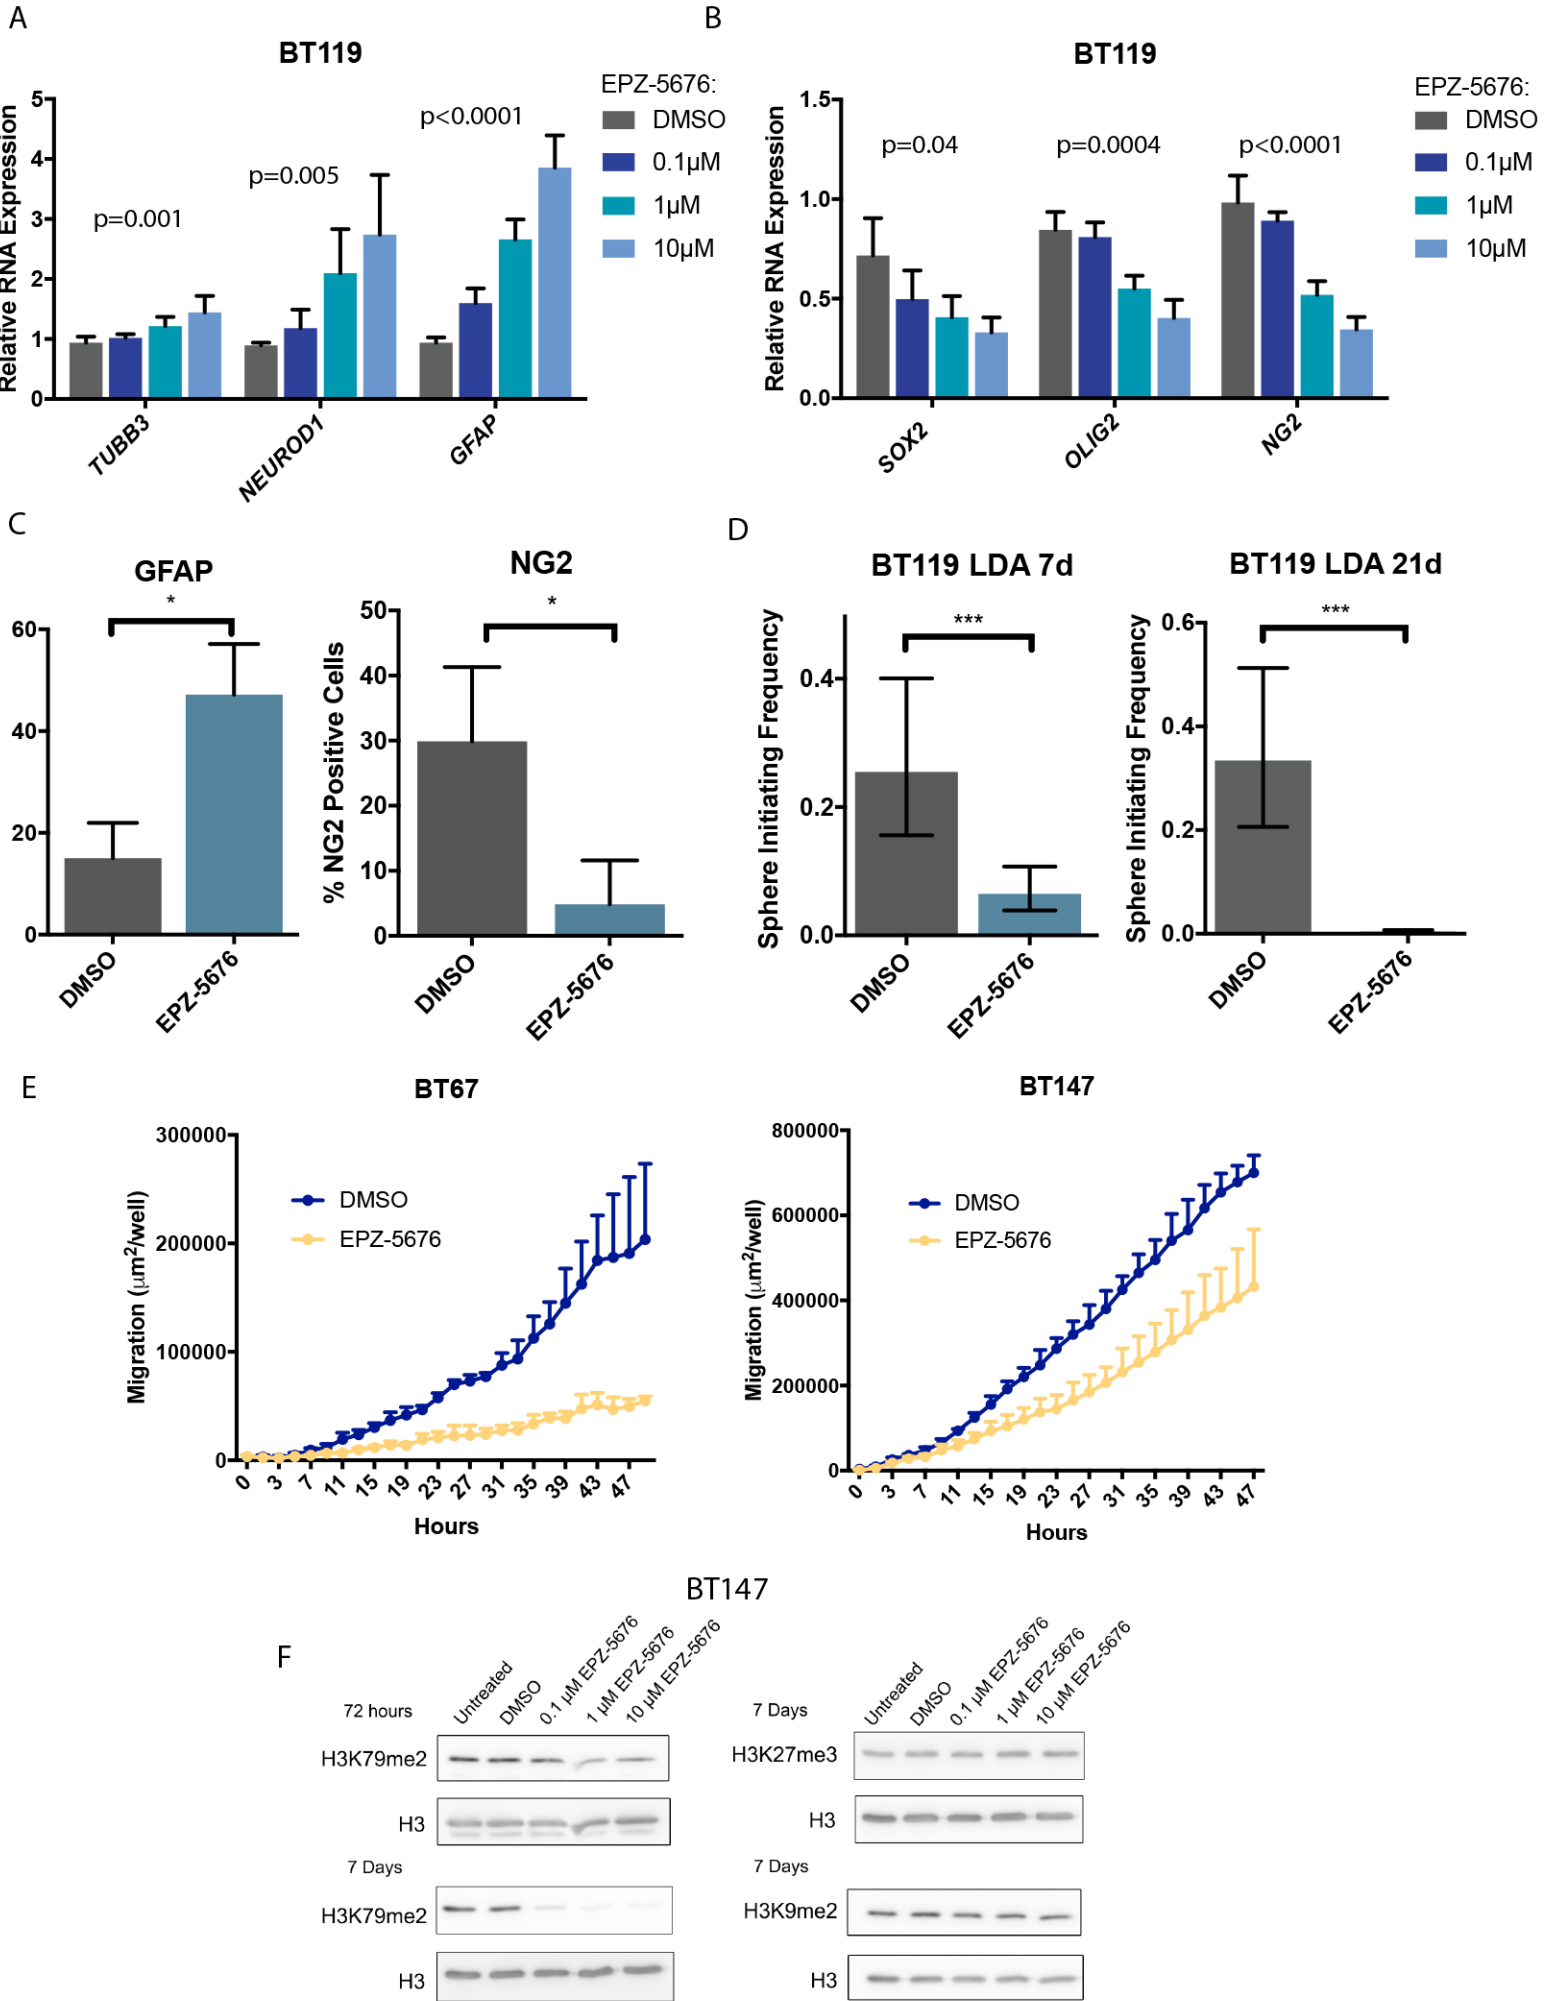 A
BT119
Relative RNA Expression
5
4
3
2
1
0
p=0.001
p=0.005
p<0.0001
EPZ-5676:
DMSO
0.1µM
1µM
10µM
TUBB3
NEUROD1
GFAP
B
BT119
Relative RNA Expression
1.5
1.0
0.5
0.0
p=0.04
p=0.0004
p<0.0001
EPZ-5676:
DMSO
0.1µM
1µM
10µM
SOX2
OLIG2
NG2
C
GFAP
*
60
40
20
0
DMSO
EPZ-5676
NG2
*
% NG2 Positive Cells
50
40
30
20
10
0
DMSO
EPZ-5676
D
BT119 LDA 7d
***
Sphere Initiating Frequency
0.4
0.2
0.0
DMSO
EPZ-5676
BT119 LDA 21d
***
Sphere Initiating Frequency
0.6
0.4
0.2
0.0
DMSO
EPZ-5676
E
BT67
Migration (µm²/well)
300000
200000
100000
0
DMSO
EPZ-5676
0 3 7 11 15 19 23 27 31 35 39 43 47
Hours
BT147
Migration (µm²/well)
800000
600000
400000
200000
0
DMSO
EPZ-5676
0 3 7 11 15 19 23 27 31 35 39 43 47
Hours
BT147
F
72 hours
Untreated
DMSO
0.1 µM EPZ-5676
1 µM EPZ-5676
10 µM EPZ-5676
H3K79me2
H3
7 Days
H3K79me2
H3
7 Days
Untreated
DMSO
0.1 µM EPZ-5676
1 µM EPZ-5676
10 µM EPZ-5676
H3K27me3
H3
7 Days
H3K9me2
H3